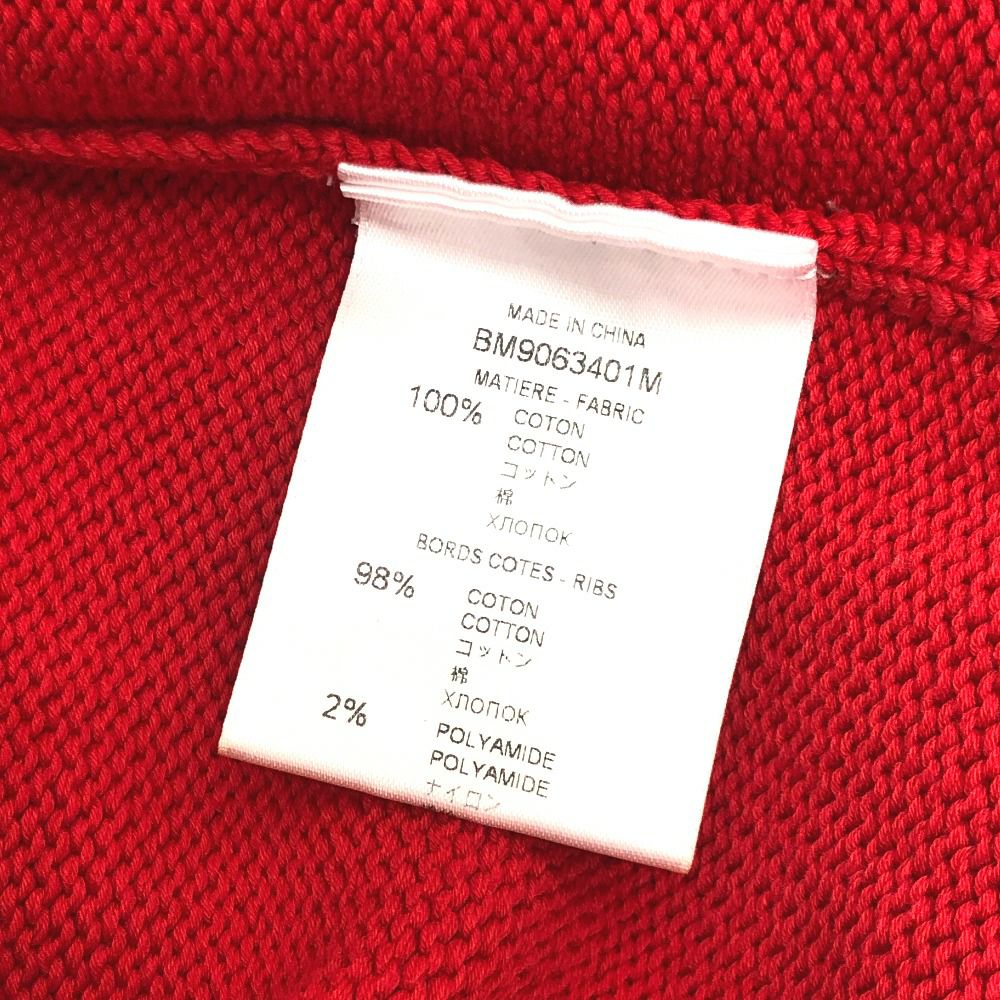 MADE IN CHINA
BM9063401M
MATIERE - FABRIC
100% COTON
COTTON
コットン
棉
ХЛОПОК
BORDS COTES - RIBS
98% COTON
COTTON
コットン
棉
ХЛОПОК
2% POLYAMIDE
POLYAMIDE
ナイロン